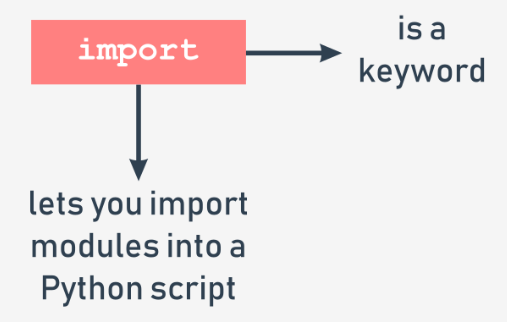 import
is a
keyword
lets you import
modules into a
Python script